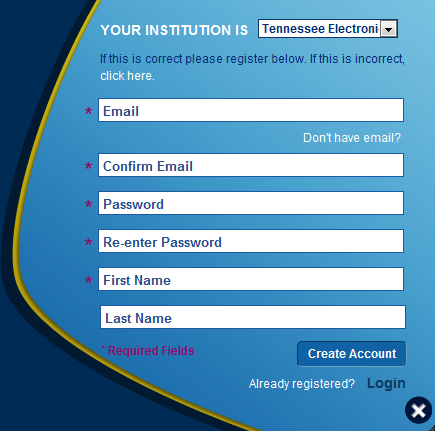 YOUR INSTITUTION IS Tennessee Electroni
If this is correct please register below. If this is incorrect,
click here.
* Email
Don't have email?
* Confirm Email
* Password
* Re-enter Password
* First Name
Last Name
* Required Fields
Create Account
Already registered? Login